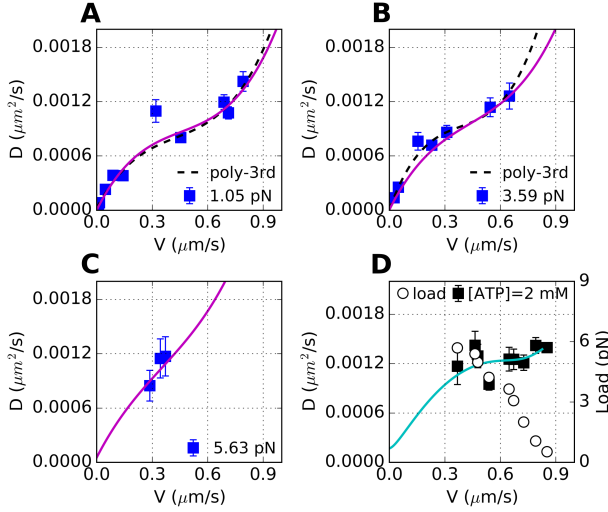 A
D (μm²/s)
0.0018
0.0012
0.0006
0.0000
poly-3rd
1.05 pN
0.0 0.3 0.6 0.9
V (μm/s)
B
D (μm²/s)
0.0018
0.0012
0.0006
0.0000
poly-3rd
3.59 pN
0.0 0.3 0.6 0.9
V (μm/s)
C
D (μm²/s)
0.0018
0.0012
0.0006
0.0000
5.63 pN
0.0 0.3 0.6 0.9
V (μm/s)
D
load [ATP]=2 mM
D (μm²/s)
0.0018
0.0012
0.0006
0.0000
9
6
3
0
Load (pN)
0.0 0.3 0.6 0.9
V (μm/s)